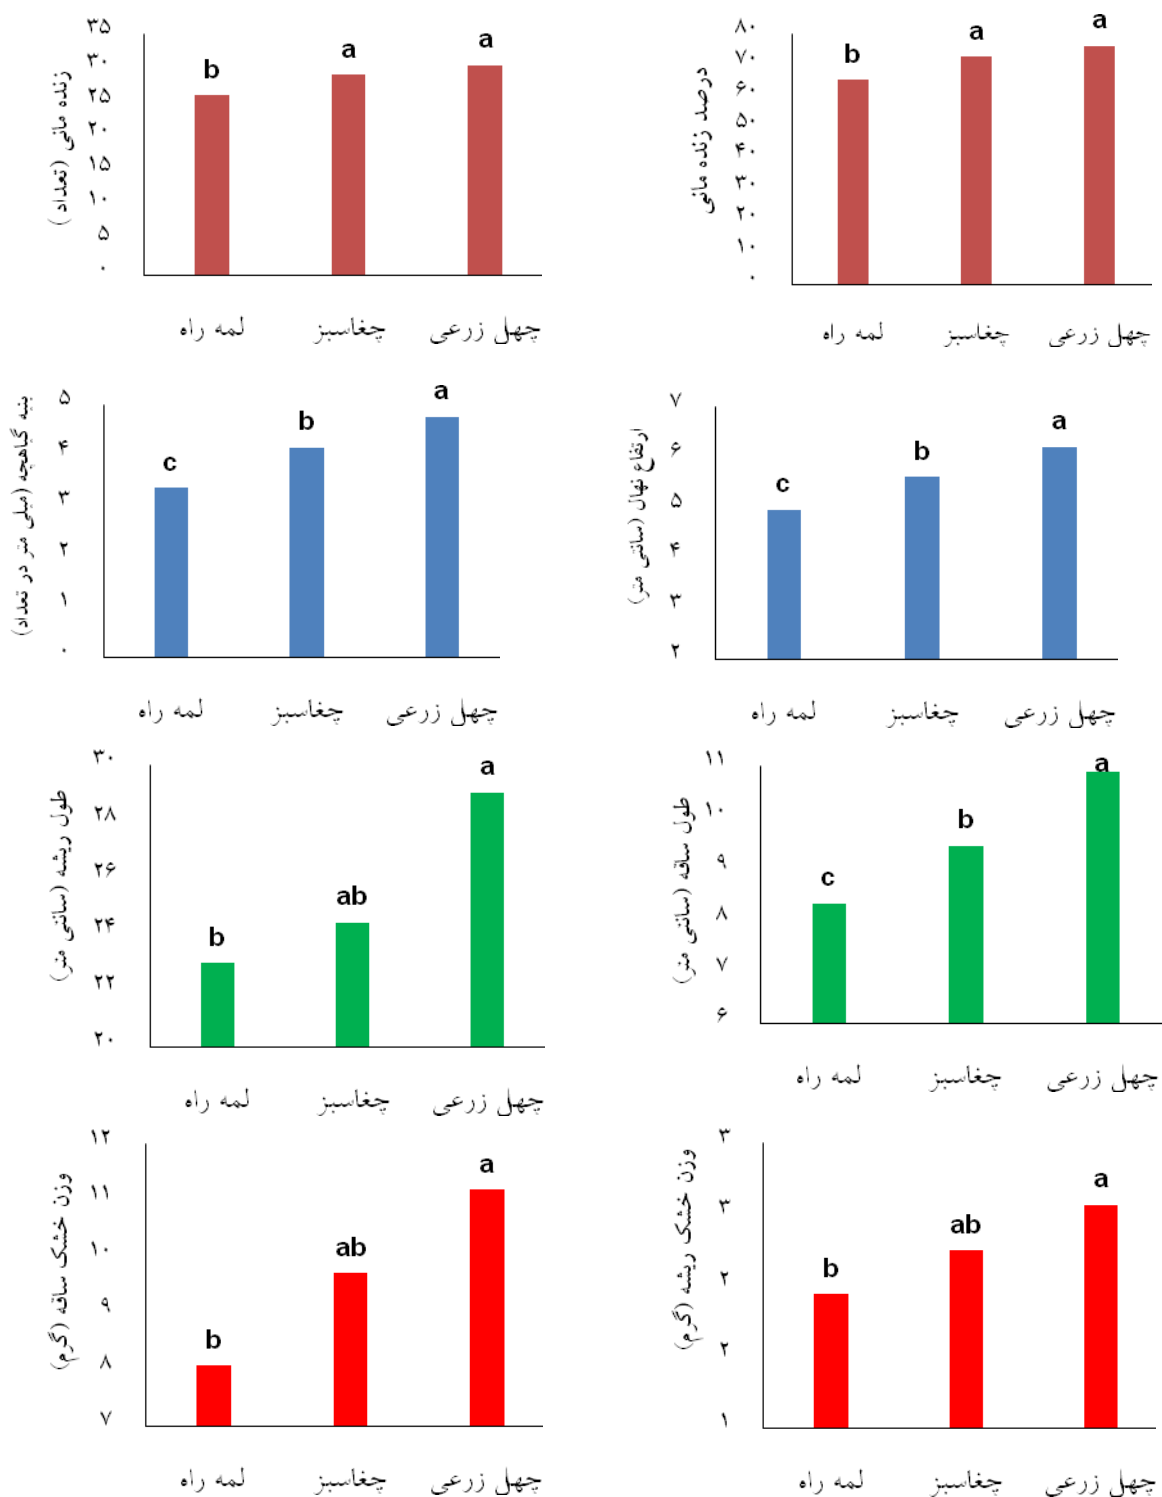 زنده مانی (تعداد)
۳۵
۳۰
۲۵
۲۰
۱۵
۱۰
۵
۰
b
a
a
لمه راه
چغاسبز
چهل زرعی
درصد زنده مانی
۸۰
۷۰
۶۰
۵۰
۴۰
۳۰
۲۰
۱۰
۰
b
a
a
لمه راه
چغاسبز
چهل زرعی
بنیه گیاهچه (میلی متر در تعداد)
۵
۴
۳
۲
۱
۰
c
b
a
لمه راه
چغاسبز
چهل زرعی
ارتفاع نهال (سانتی متر)
۷
۶
۵
۴
۳
۲
c
b
a
لمه راه
چغاسبز
چهل زرعی
طول ریشه (سانتی متر)
۳۰
۲۸
۲۶
۲۴
۲۲
۲۰
b
ab
a
لمه راه
چغاسبز
چهل زرعی
طول ساقه (سانتی متر)
۱۱
۱۰
۹
۸
۷
۶
c
b
a
لمه راه
چغاسبز
چهل زرعی
وزن خشک ساقه (گرم)
۱۲
۱۱
۱۰
۹
۸
۷
b
ab
a
لمه راه
چغاسبز
چهل زرعی
وزن خشک ریشه (گرم)
۳
۳
۲
۲
۱
b
ab
a
لمه راه
چغاسبز
چهل زرعی